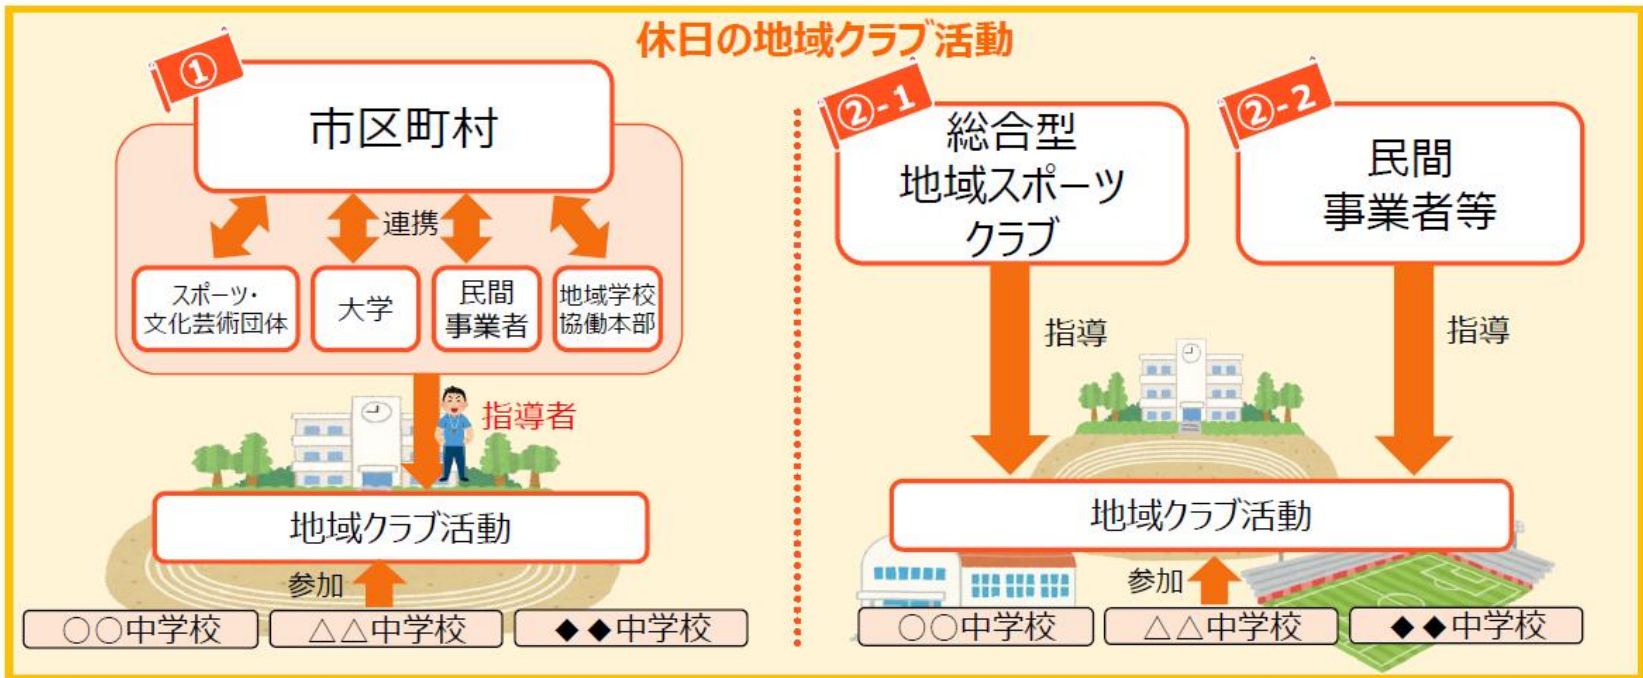 休日の地域クラブ活動
①
市区町村
連携
スポーツ・
文化芸術団体
大学
民間
事業者
地域学校
協働本部
指導者
地域クラブ活動
参加
○○中学校
△△中学校
◆◆中学校
②-1
総合型
地域スポーツ
クラブ
②-2
民間
事業者等
指導
指導
地域クラブ活動
参加
○○中学校
△△中学校
◆◆中学校